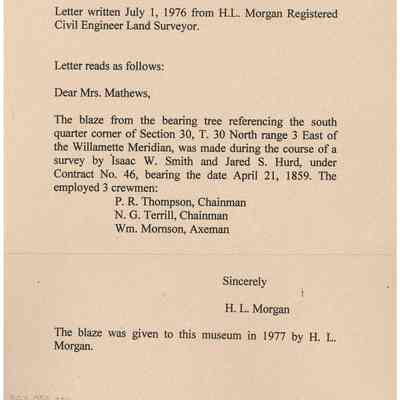 Letter written July 1, 1976 from H.L. Morgan Registered
Civil Engineer Land Surveyor.
Letter reads as follows:
Dear Mrs. Mathews,
The blaze from the bearing tree referencing the south
quarter corner of Section 30, T. 30 North range 3 East of
the Willamette Meridian, was made during the course of a
survey by Isaac W. Smith and Jared S. Hurd, under
Contract No. 46, bearing the date April 21, 1859. The
employed 3 crewmen:
P. R. Thompson, Chainman
N. G. Terrill, Chainman
Wm. Mornson, Axeman
Sincerely
H. L. Morgan
The blaze was given to this museum in 1977 by H. L.
Morgan.